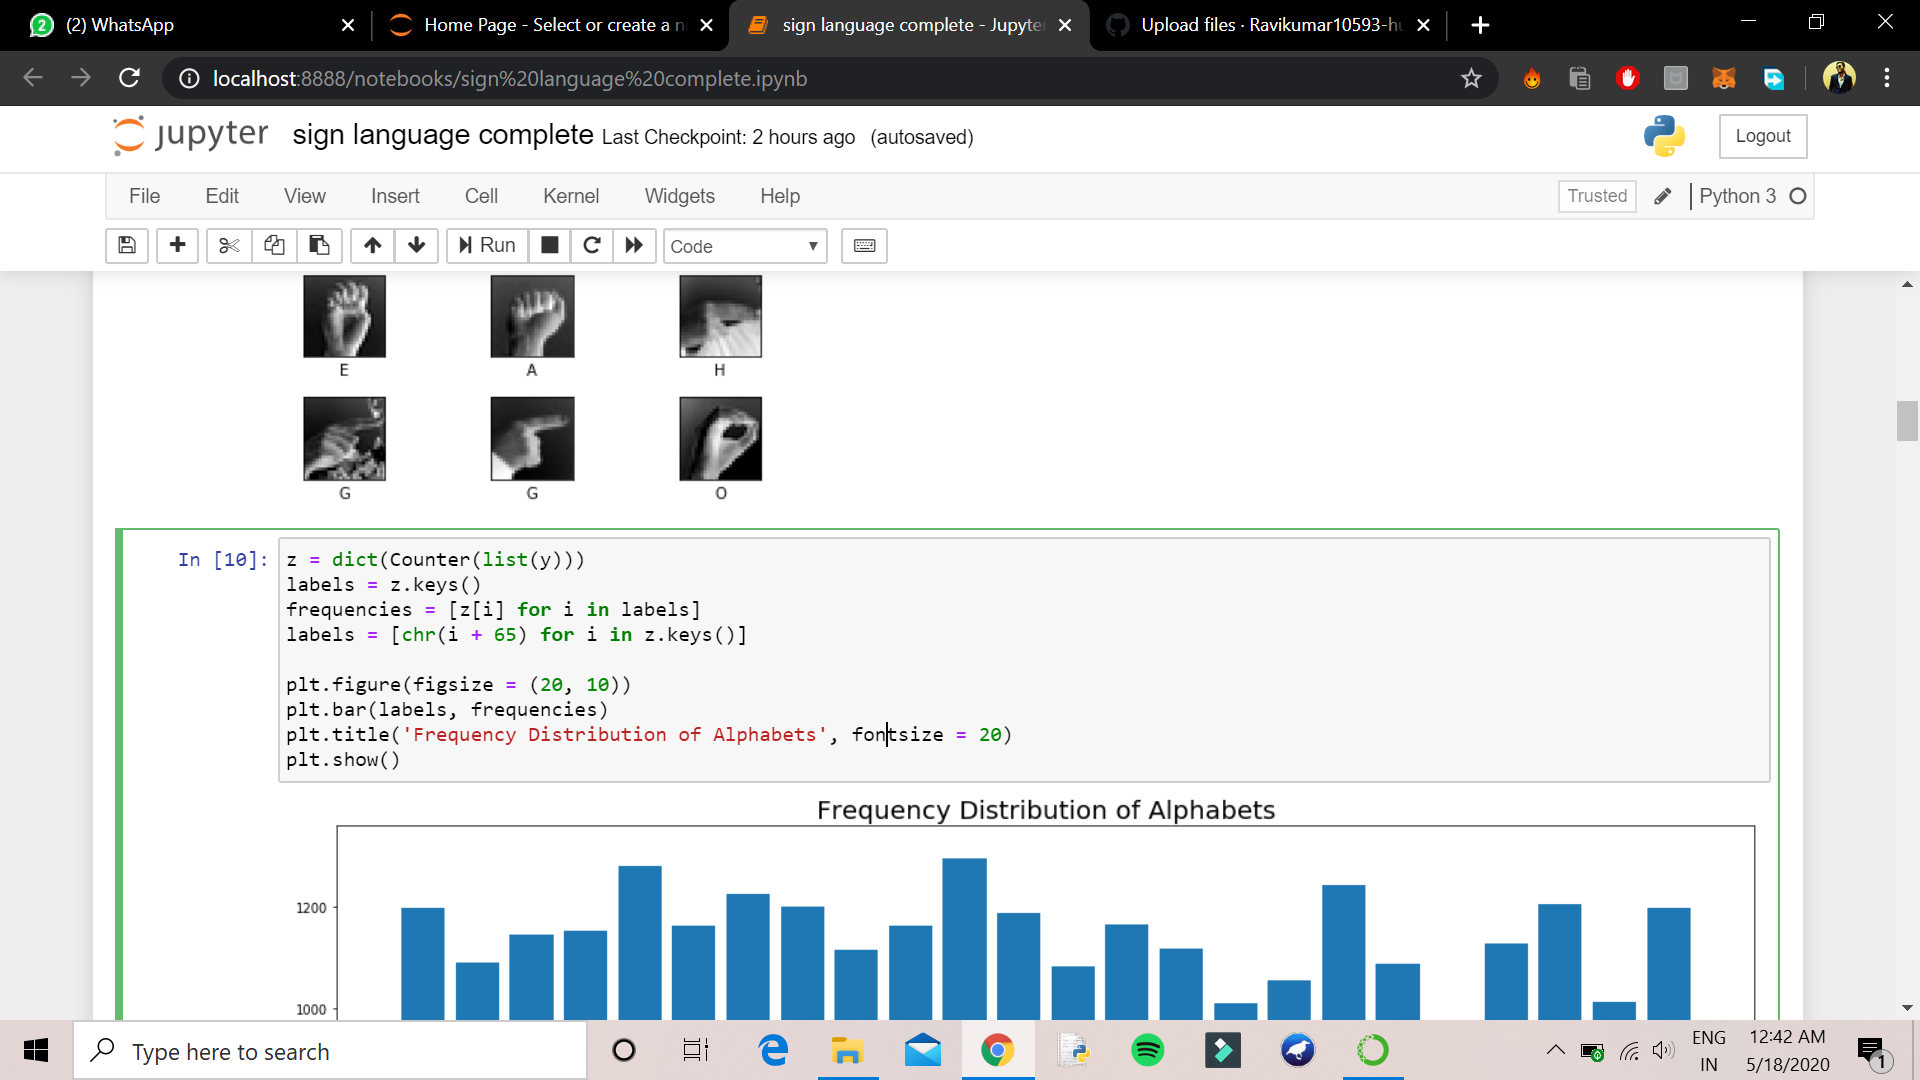 (2) WhatsApp
Home Page - Select or create a n
sign language complete - Jupyte
Upload files · Ravikumar10593-h
localhost:8888/notebooks/sign%20language%20complete.ipynb
jupyter sign language complete Last Checkpoint: 2 hours ago (autosaved)
Logout
File Edit View Insert Cell Kernel Widgets Help
Trusted
Python 3
Run
Code
E A H
G G O
In [10]:
z = dict(Counter(list(y)))
labels = z.keys()
frequencies = [z[i] for i in labels]
labels = [chr(i + 65) for i in z.keys()]
plt.figure(figsize = (20, 10))
plt.bar(labels, frequencies)
plt.title('Frequency Distribution of Alphabets', fontsize = 20)
plt.show()
Frequency Distribution of Alphabets
1200
1000
Type here to search
ENG
IN
12:42 AM
5/18/2020
1